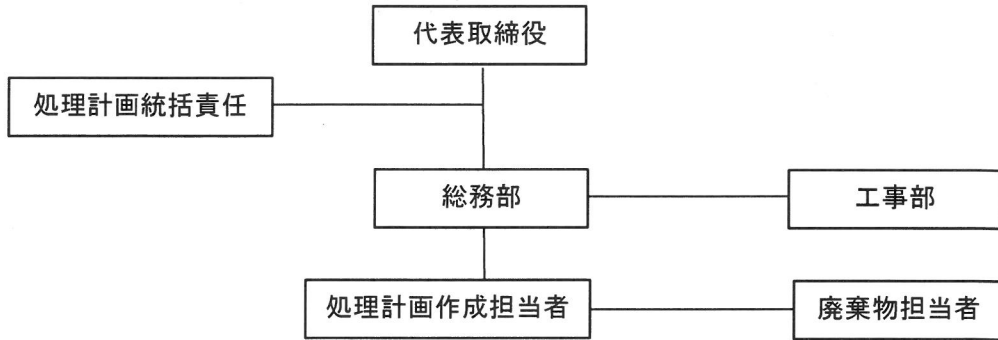 代表取締役
処理計画統括責任
総務部
工事部
処理計画作成担当者
廃棄物担当者